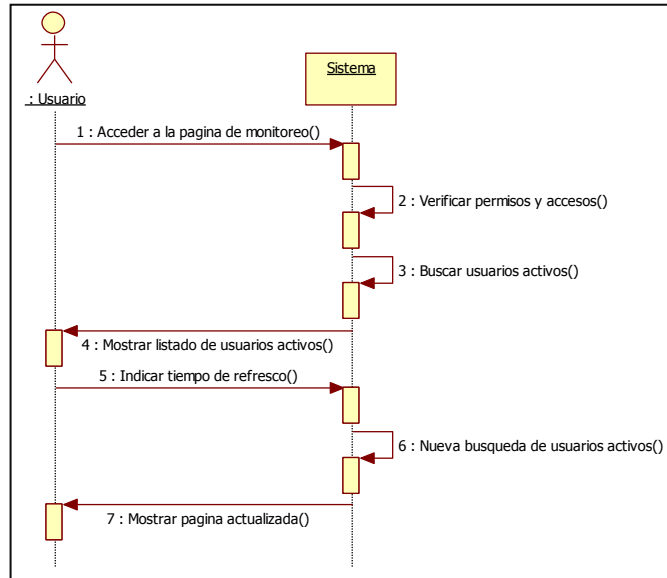 Sistema
: Usuario
1 : Acceder a la pagina de monitoreo()
2 : Verificar permisos y accesos()
3 : Buscar usuarios activos()
4 : Mostrar listado de usuarios activos()
5 : Indicar tiempo de refresco()
6 : Nueva busqueda de usuarios activos()
7 : Mostrar pagina actualizada()